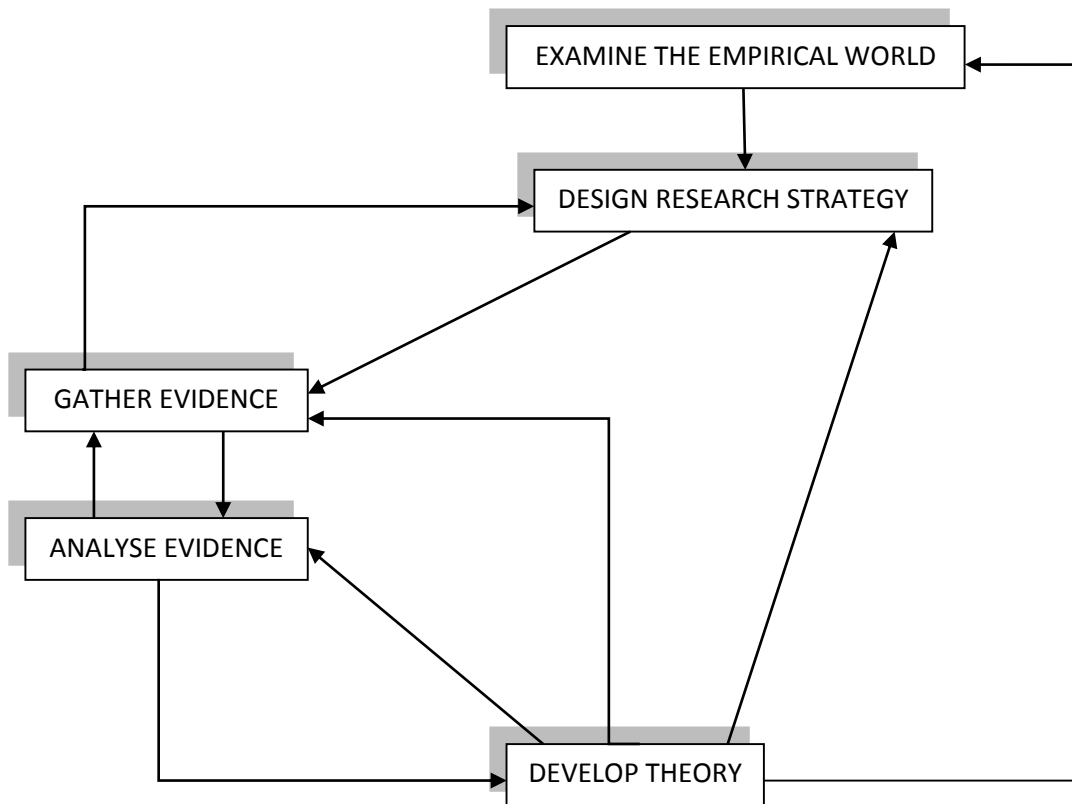 EXAMINE THE EMPIRICAL WORLD
DESIGN RESEARCH STRATEGY
GATHER EVIDENCE
ANALYSE EVIDENCE
DEVELOP THEORY